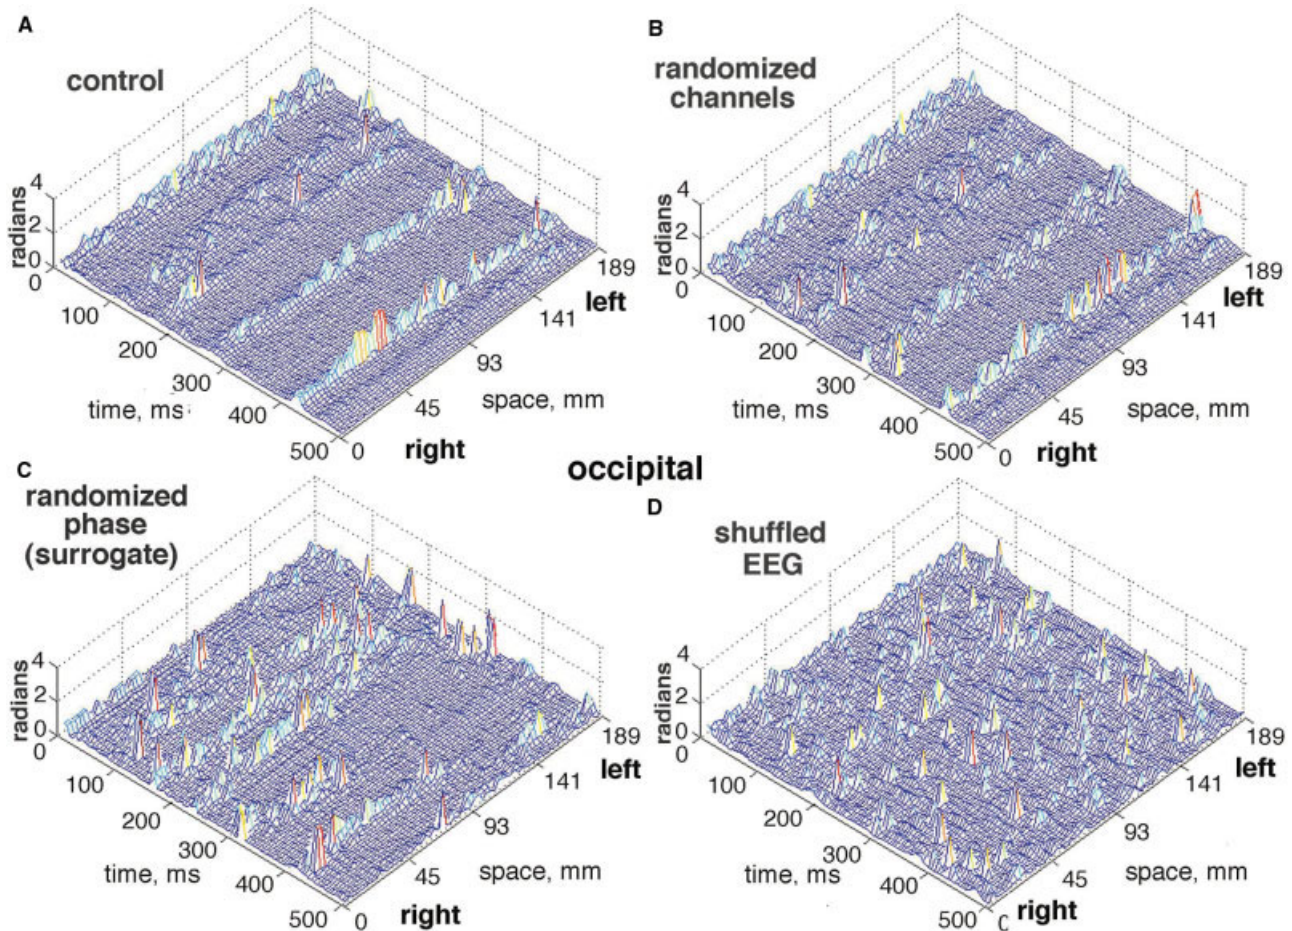 A
control
radians
4
2
0
0
100
200
300
400
500
time, ms
0
45
93
141
189
space, mm
right
left
B
randomized
channels
radians
4
2
0
0
100
200
300
400
500
time, ms
0
45
93
141
189
space, mm
right
left
occipital
C
randomized
phase
(surrogate)
radians
4
2
0
0
100
200
300
400
500
time, ms
0
45
93
141
189
space, mm
right
left
D
shuffled
EEG
radians
4
2
0
0
100
200
300
400
500
time, ms
45
93
141
189
space, mm
right
left